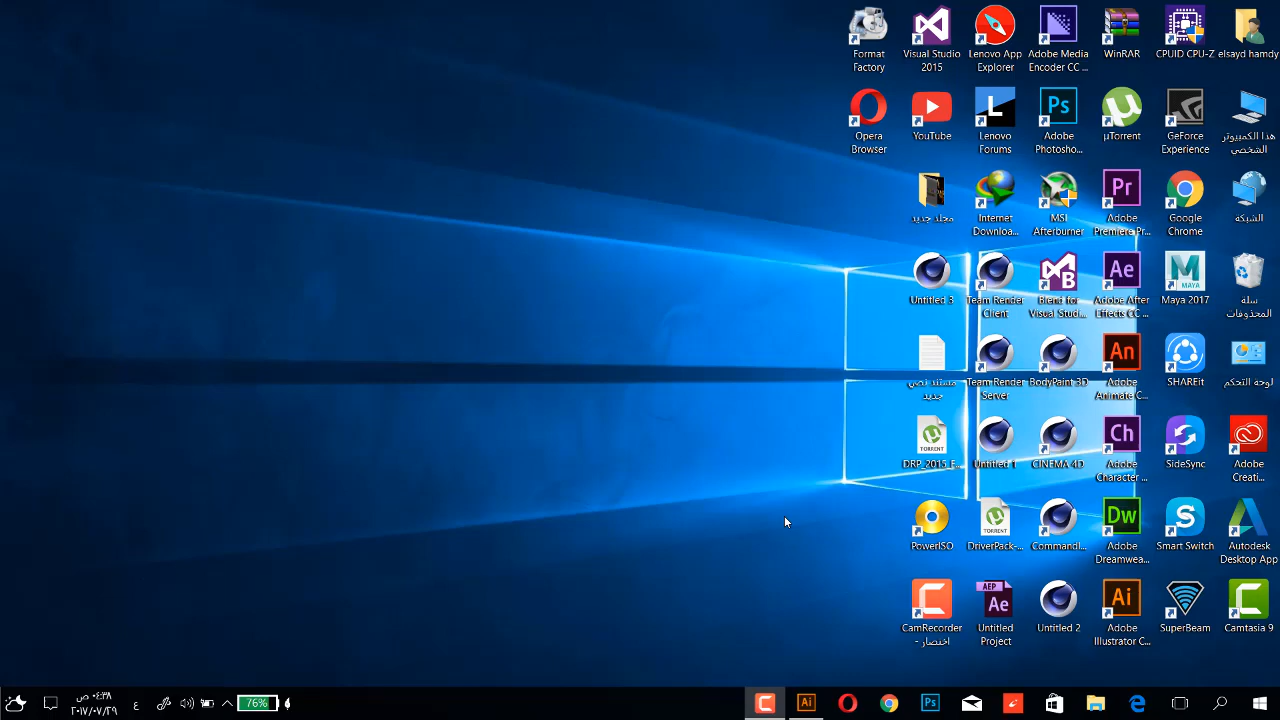 Format
Factory
Visual Studio
2015
Lenovo App
Explorer
Adobe Media
Encoder CC ...
WinRAR
CPUID CPU-Z
elsayd hamdy
Opera
Browser
YouTube
Lenovo
Forums
Adobe
Photosho...
µTorrent
GeForce
Experience
هذا الكمبيوتر
الشخصي
مجلد جديد
Internet
Downloa...
MSI
Afterburner
Adobe
Premiere Pr...
Google
Chrome
الشبكة
Untitled 3
Team Render
Client
Blend for
Visual Stud...
Adobe After
Effects CC ...
Maya 2017
سلة
المحذوفات
مستند نصي
جديد
Team Render
Server
BodyPaint 3D
Adobe
Animate C...
SHAREit
لوحة التحكم
DRP_2015_F...
Untitled 1
CINEMA 4D
Adobe
Character ...
SideSync
Adobe
Creati...
PowerISO
DriverPack-...
Commandl...
Adobe
Dreamwea...
Smart Switch
Autodesk
Desktop App
CamRecorder
- اختصار
Untitled
Project
Untitled 2
Adobe
Illustrator C...
SuperBeam
Camtasia 9
٠٤:٣٨ ص
ع
76%